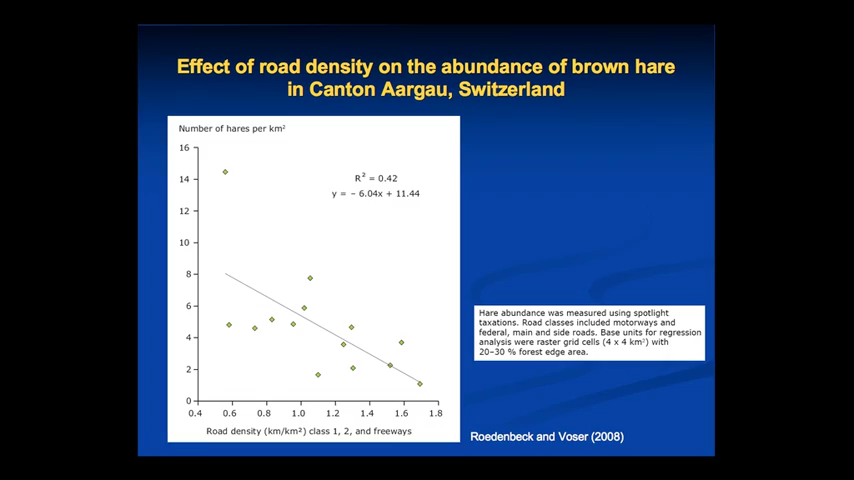 Effect of road density on the abundance of brown hare
in Canton Aargau, Switzerland
Number of hares per km²
16
14
12
10
8
6
4
2
0
R² = 0.42
y = – 6.04x + 11.44
0.4 0.6 0.8 1.0 1.2 1.4 1.6 1.8
Road density (km/km²) class 1, 2, and freeways
Hare abundance was measured using spotlight
taxations. Road classes included motorways and
federal, main and side roads. Base units for regression
analysis were raster grid cells (4 x 4 km²) with
20–30 % forest edge area.
Roedenbeck and Voser (2008)